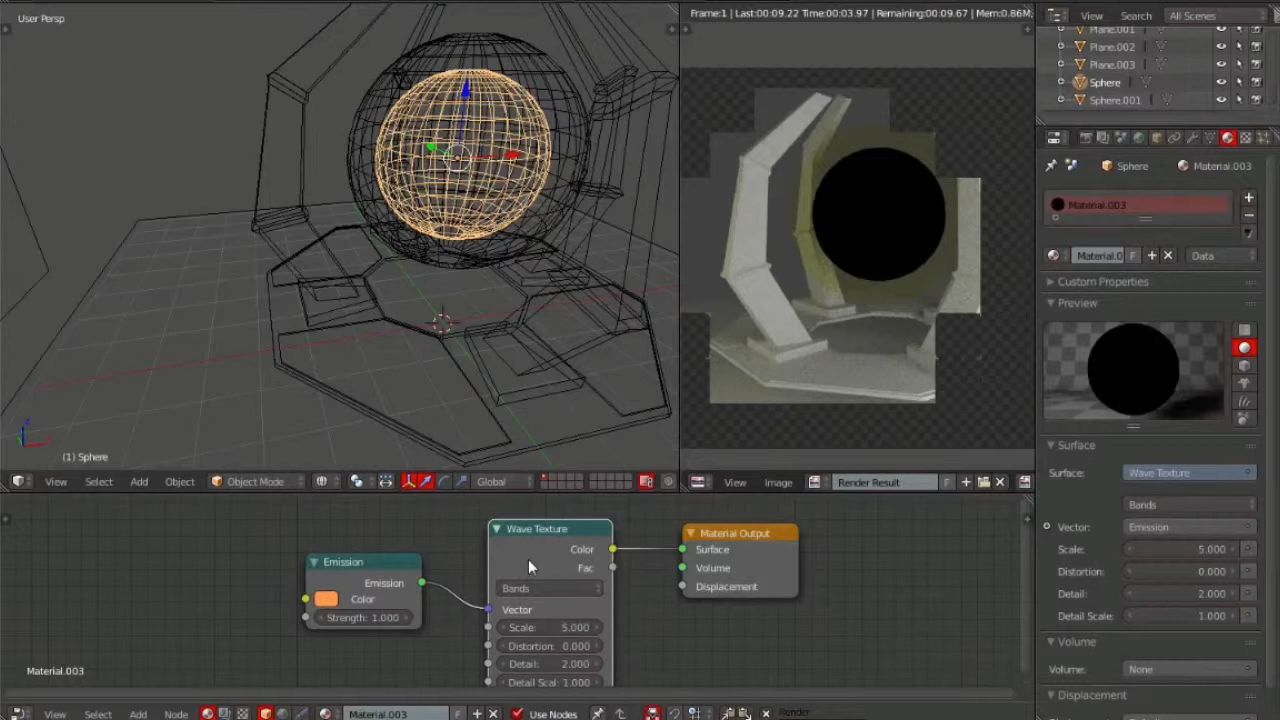 User Persp
(1) Sphere
View Select Add Object Object Mode Global
Frame:1 | Last:00:09.22 Time:00:03.97 | Remaining:00:09.67 | Mem:0.86M,
View Image Render Result F
View Search All Scenes
Plane.001
Plane.002
Plane.003
Sphere
Sphere.001
Sphere Material.003
Material.003
Material.0 F Data
Custom Properties
Preview
Surface
Surface: Wave Texture
Bands
Vector: Emission
Scale: 5.000
Distortion: 0.000
Detail: 2.000
Detail Scale: 1.000
Volume
Volume: None
Displacement
Emission
Emission
Color
Strength: 1.000
Wave Texture
Color
Fac
Bands
Vector
Scale: 5.000
Distortion: 0.000
Detail: 2.000
Detail Scal: 1.000
Material Output
Surface
Volume
Displacement
Material.003
View Select Add Node Material.003 F Use Nodes Render